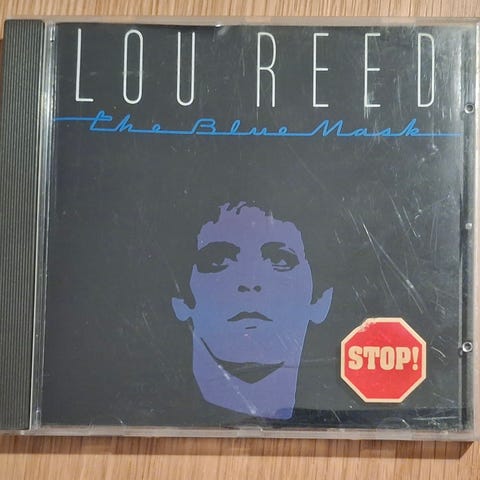 LOU REED
The Blue Mask
STOP!